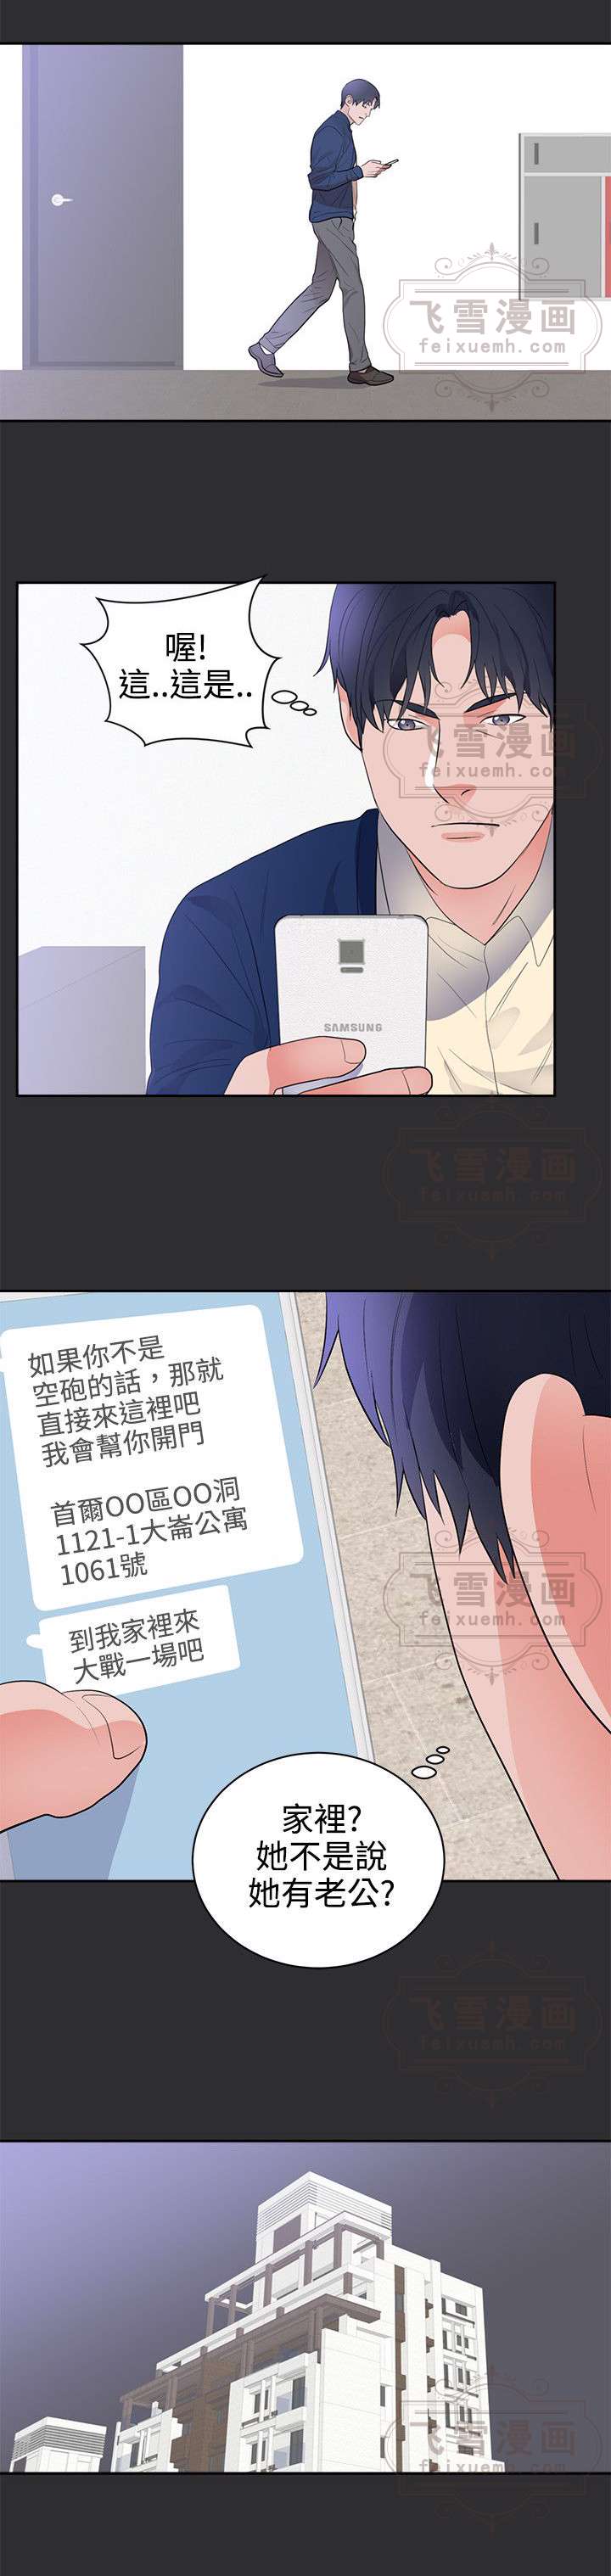 飞雪漫画
feixuemh.com
喔!
這..這是..
飞雪漫画
feixuemh.com
SAMSUNG
飞雪漫画
feixuemh.com
如果你不是
空砲的話，那就
直接來這裡吧
我會幫你開門
首爾OO區OO洞
1121-1大崙公寓
1061號
飞雪漫画
feixuemh.com
到我家裡來
大戰一場吧
家裡?
她不是說
她有老公?
飞雪漫画
feixuemh.com
飞雪漫画
feixuemh.com